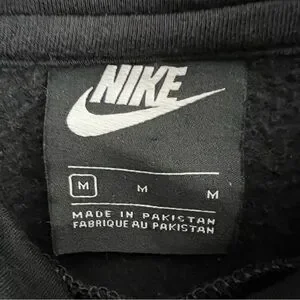 NIKE
M M M
MADE IN PAKISTAN
FABRIQUE AU PAKISTAN